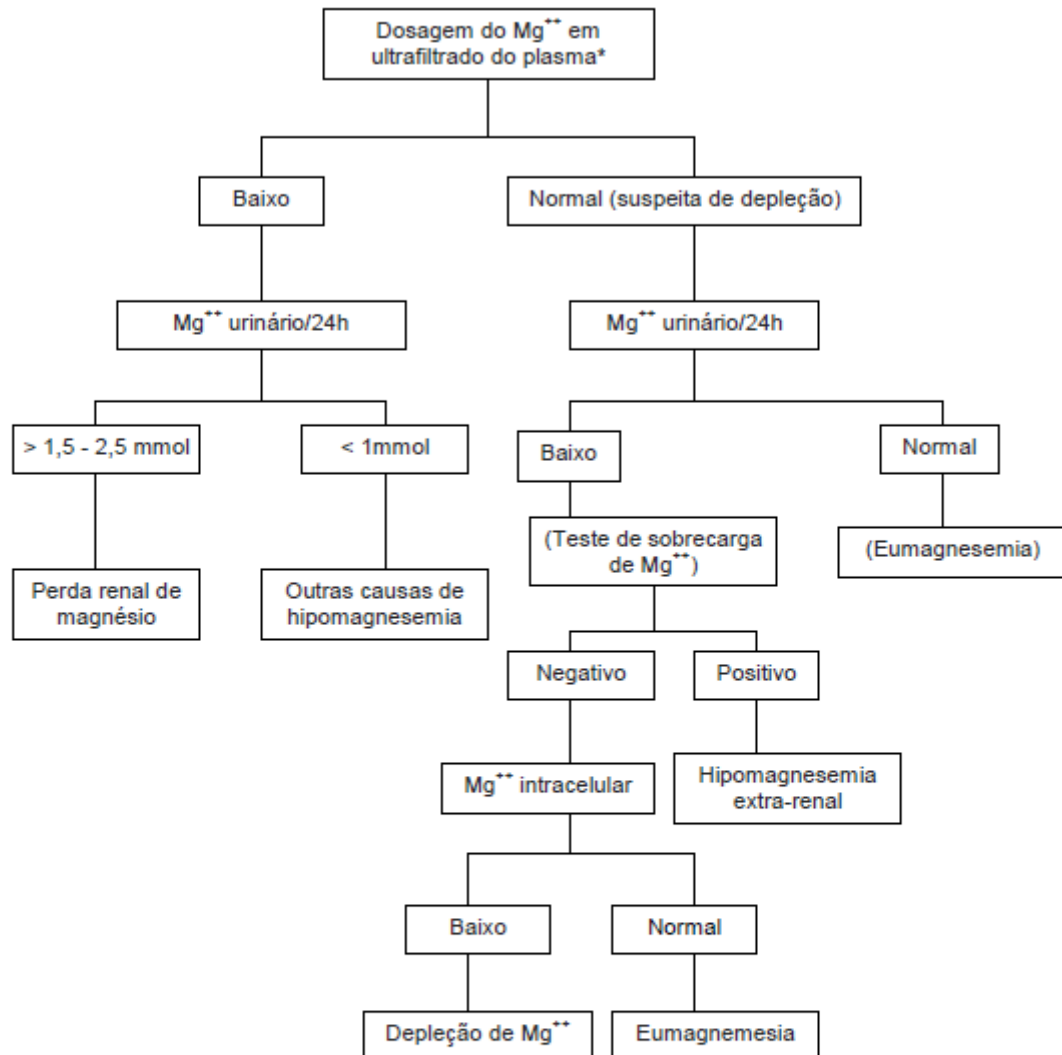 Dosagem do Mg⁺⁺ em
ultrafiltrado do plasma*
Baixo
Normal (suspeita de depleção)
Mg⁺⁺ urinário/24h
Mg⁺⁺ urinário/24h
> 1,5 - 2,5 mmol
< 1mmol
Baixo
Normal
(Teste de sobrecarga
de Mg⁺⁺)
(Eumagnesemia)
Perda renal de
magnésio
Outras causas de
hipomagnesemia
Negativo
Positivo
Mg⁺⁺ intracelular
Hipomagnesemia
extra-renal
Baixo
Normal
Depleção de Mg⁺⁺
Eumagnemesia